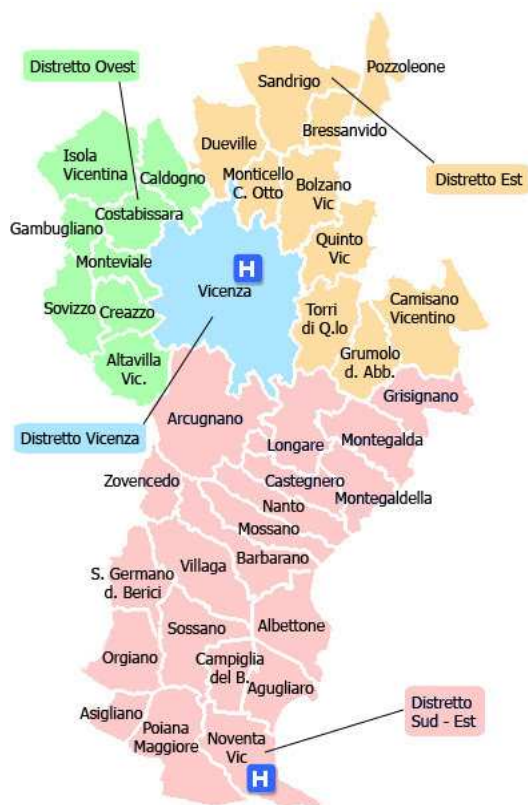 Pozzoleone
Distretto Ovest
Sandrigo
Bressanvido
Dueville
Isola
Vicentina
Caldogno
Monticello
C. Otto
Bolzano
Vic
Distretto Est
Costabissara
Gambugliano
Quinto
Vic
Monteviale
H
Vicenza
Camisano
Vicentino
Sovizzo
Creazzo
Torri
di Q.lo
Altavilla
Vic.
Grumolo
d. Abb.
Grisignano
Arcugnano
Distretto Vicenza
Longare
Montegalda
Zovencedo
Castegnero
Montegaldella
Nanto
Mossano
Barbarano
Villaga
S. Germano
d. Berici
Albettone
Sossano
Orgiano
Campiglia
del B.
Agugliaro
Distretto
Sud - Est
Asigliano
Poiana
Maggiore
Noventa
Vic
H